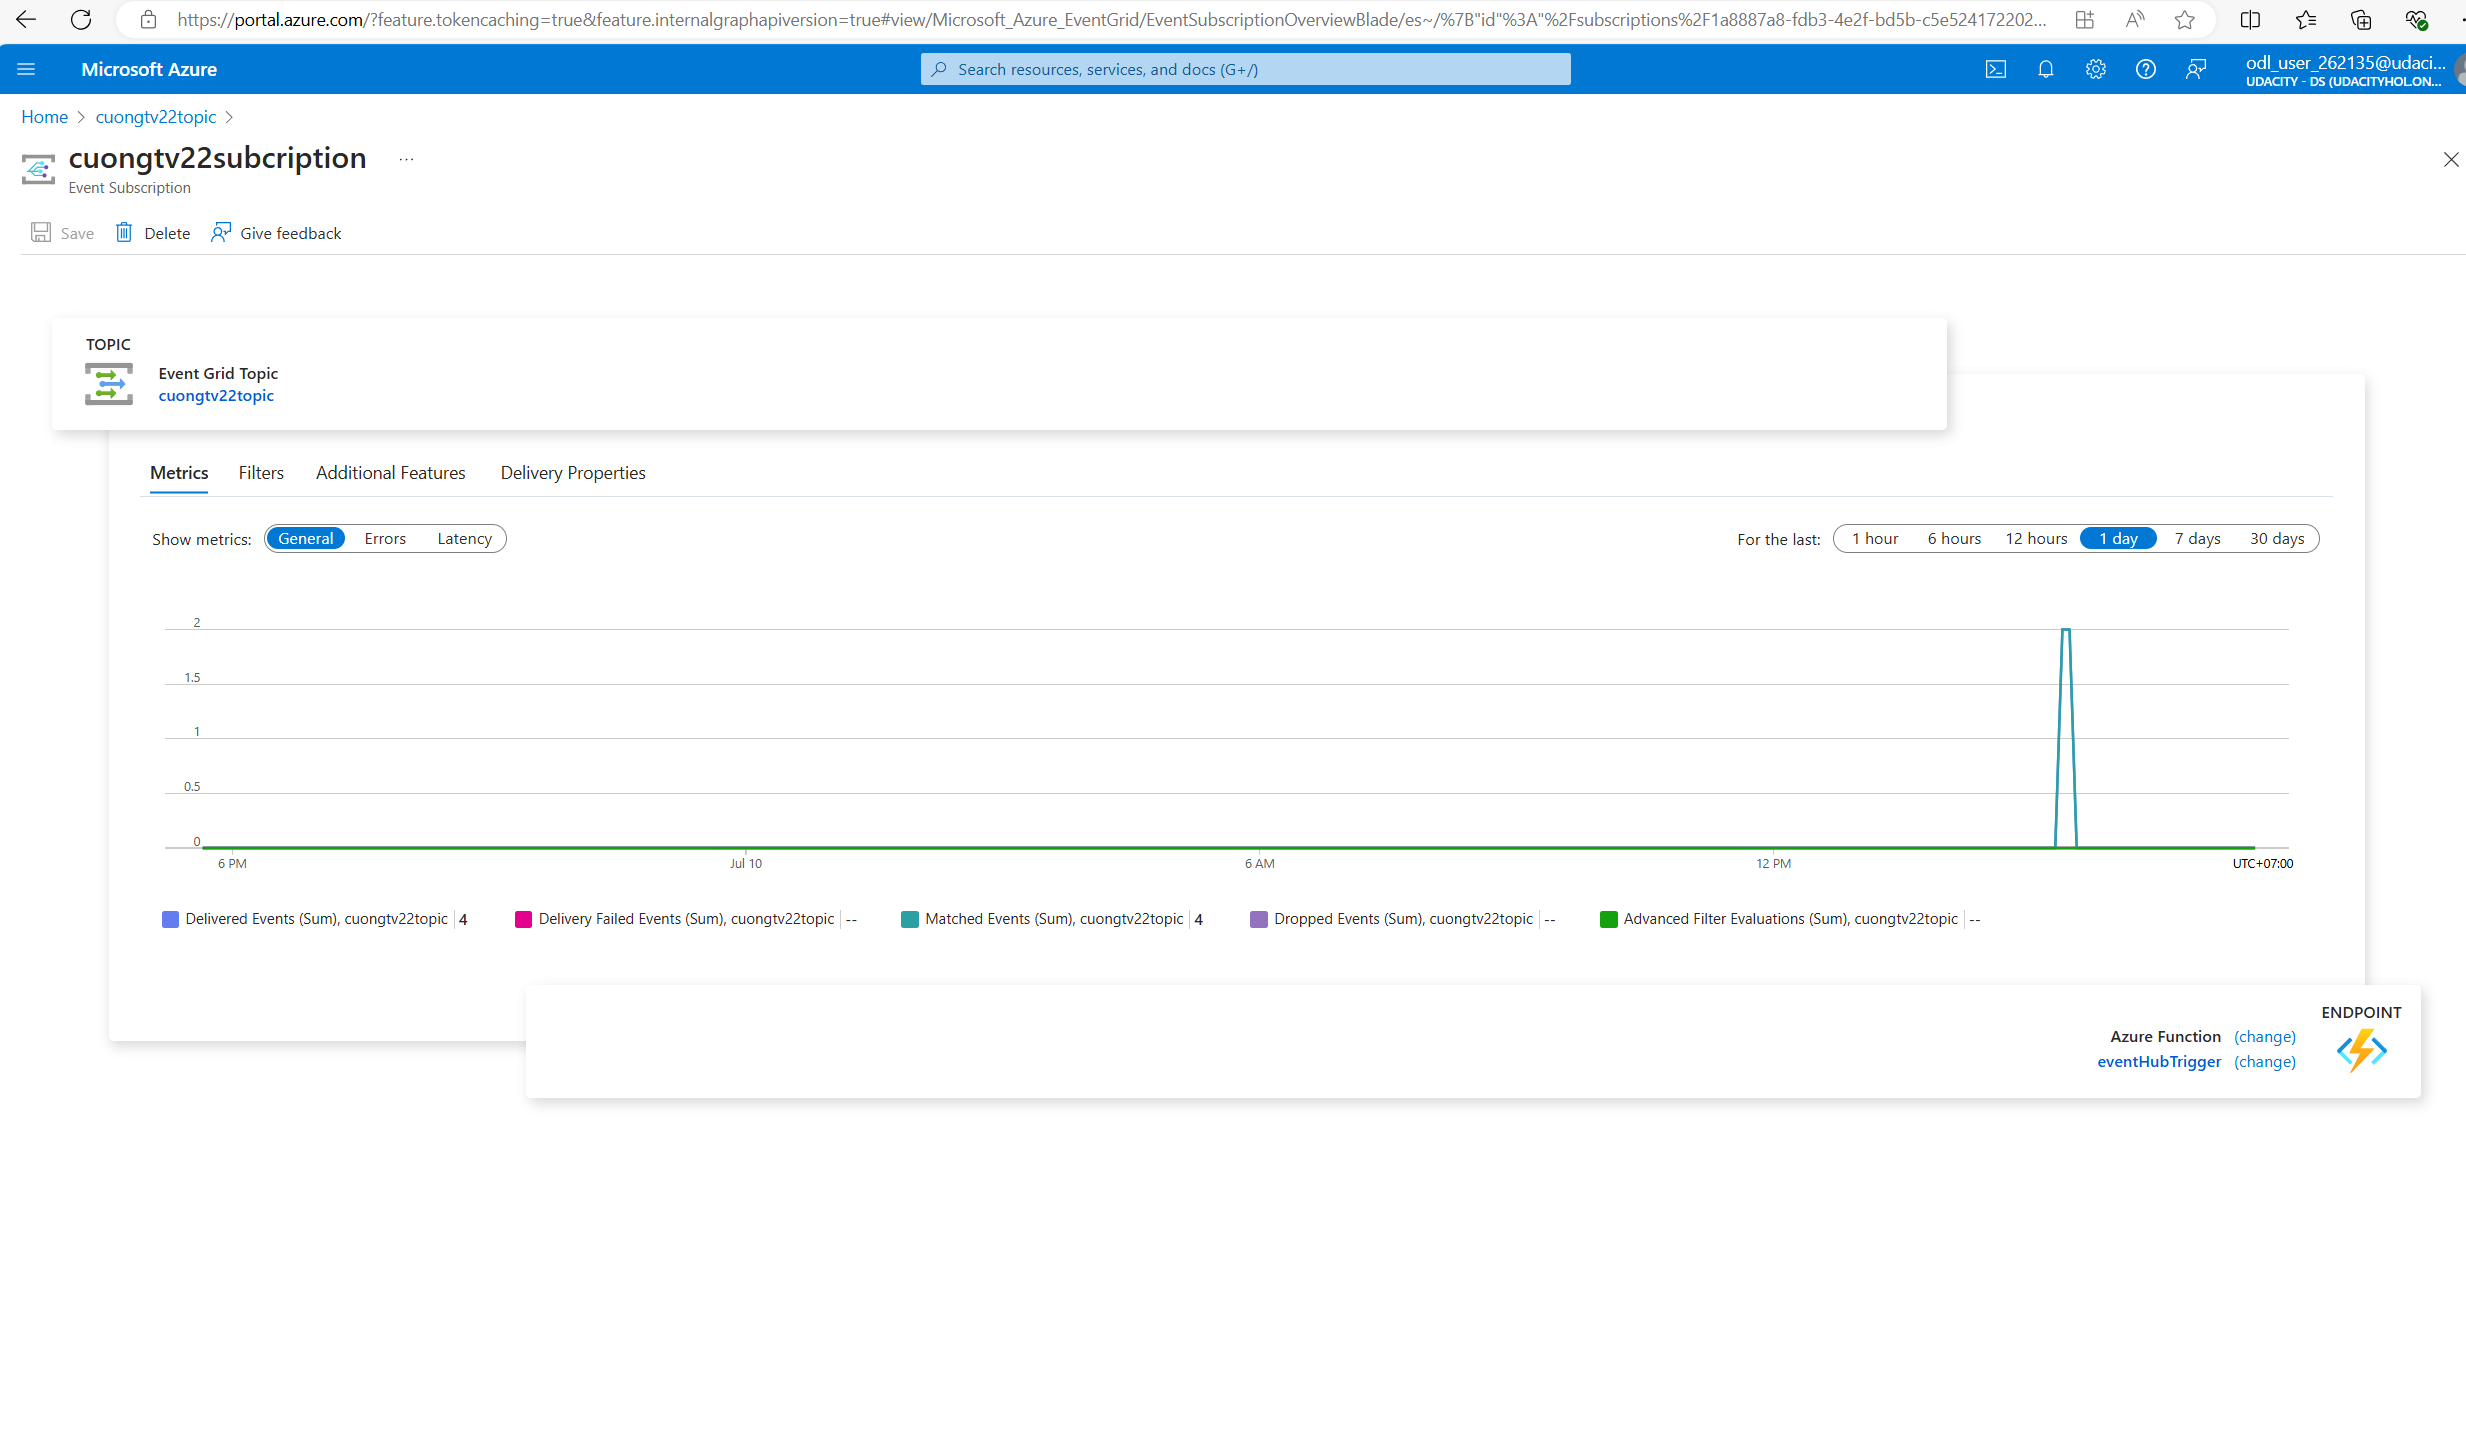 https://portal.azure.com/?feature.tokencaching=true&feature.internalgraphapiversion=true#view/Microsoft_Azure_EventGrid/EventSubscriptionOverviewBlade/es~/%7B"id"%3A"%2Fsubscriptions%2F1a8887a8-fdb3-4e2f-bd5b-c5e524172202...
Microsoft Azure
Search resources, services, and docs (G+/)
odl_user_262135@udaci...
UDACITY - DS (UDACITYHOL.ON...
Home > cuongtv22topic >
cuongtv22subcription ...
Event Subscription
Save Delete Give feedback
TOPIC
Event Grid Topic
cuongtv22topic
Metrics Filters Additional Features Delivery Properties
Show metrics: General Errors Latency
For the last: 1 hour 6 hours 12 hours 1 day 7 days 30 days
2
1.5
1
0.5
0
6 PM Jul 10 6 AM 12 PM UTC+07:00
Delivered Events (Sum), cuongtv22topic 4
Delivery Failed Events (Sum), cuongtv22topic --
Matched Events (Sum), cuongtv22topic 4
Dropped Events (Sum), cuongtv22topic --
Advanced Filter Evaluations (Sum), cuongtv22topic --
ENDPOINT
Azure Function (change)
eventHubTrigger (change)